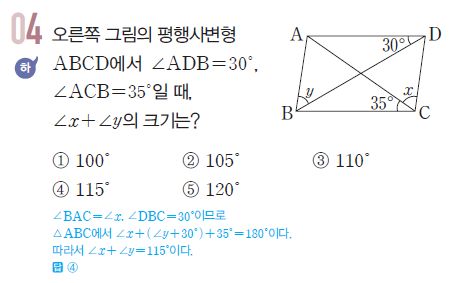 04 오른쪽 그림의 평행사변형
하 ABCD에서 ∠ADB=30°,
∠ACB=35°일 때,
∠x+∠y의 크기는?
A D
30°
y 35° x
B C
① 100° ② 105° ③ 110°
④ 115° ⑤ 120°
∠BAC=∠x, ∠DBC=30°이므로
△ABC에서 ∠x+(∠y+30°)+35°=180°이다.
따라서 ∠x+∠y=115°이다.
답 ④